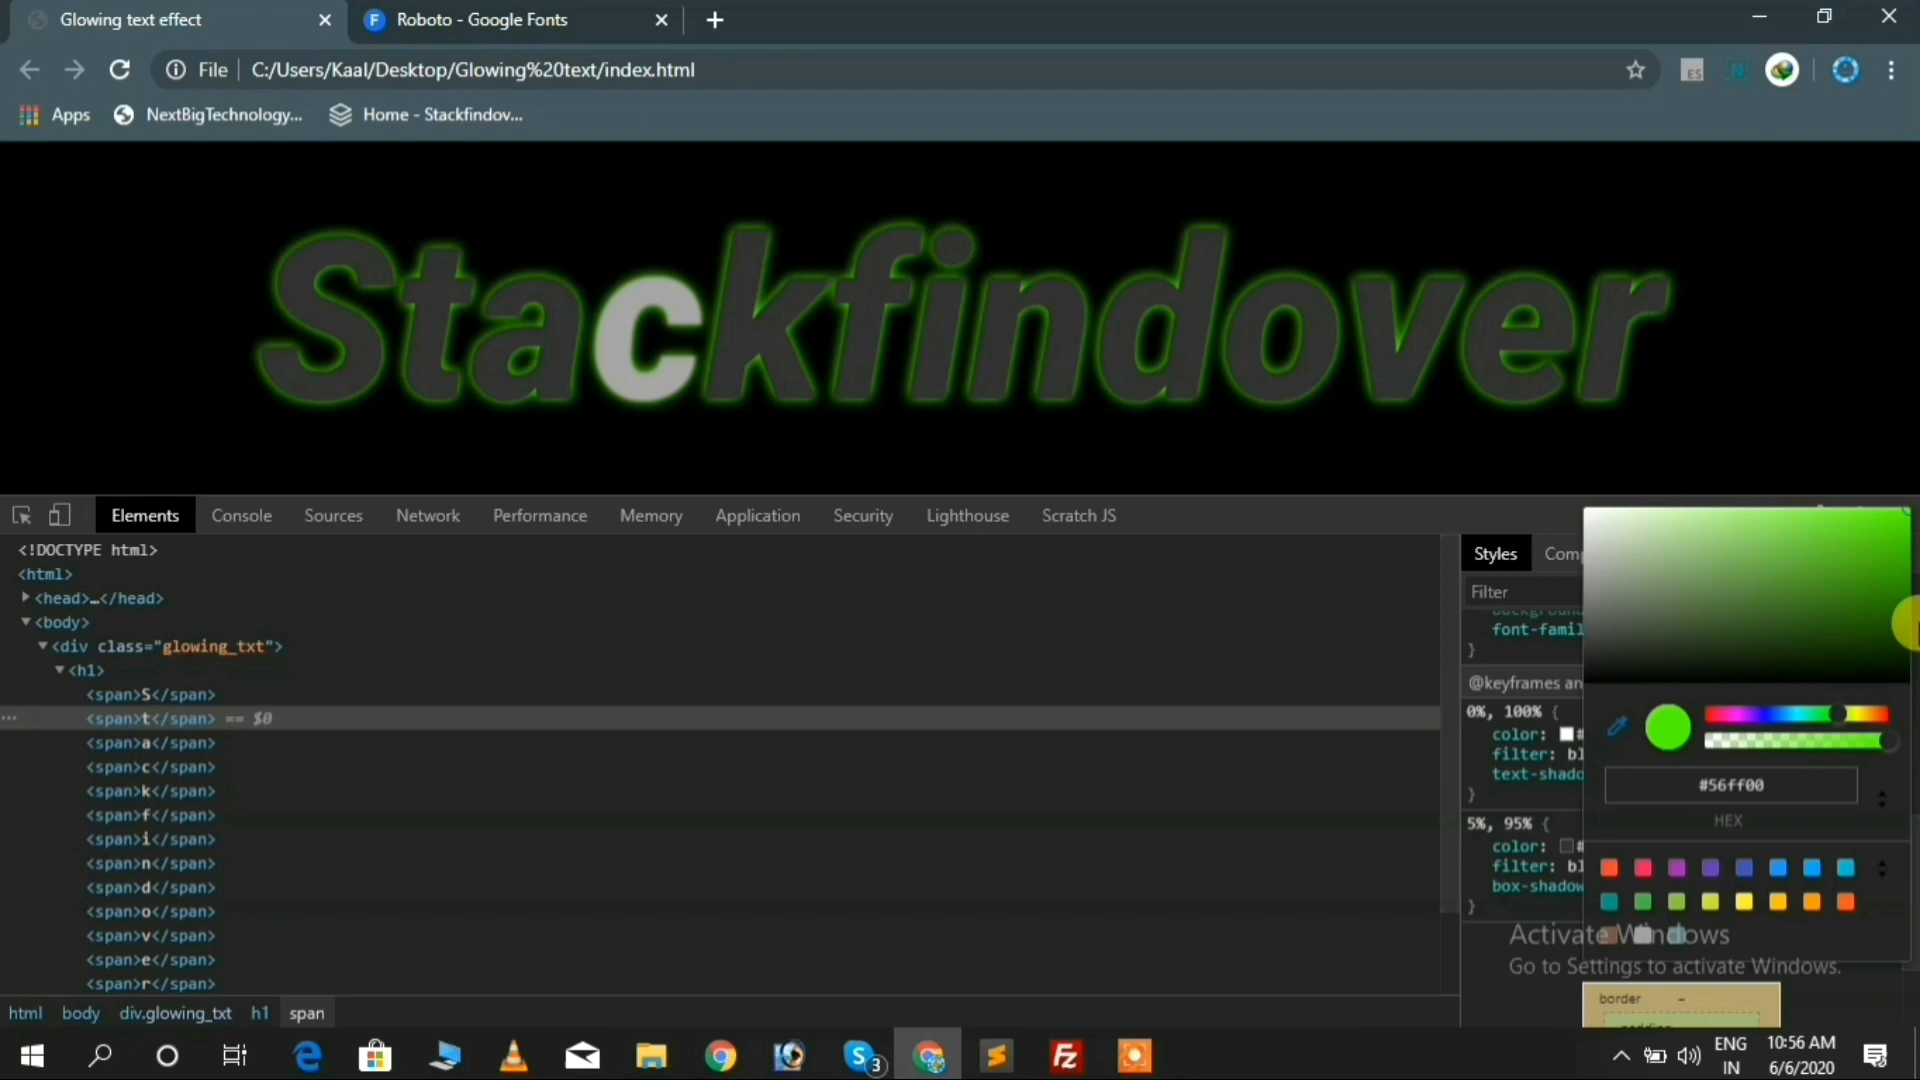 Glowing text effect
Roboto - Google Fonts
File
C:/Users/Kaal/Desktop/Glowing%20text/index.html
ES
Apps
NextBigTechnology...
Home - Stackfindov...
Stackfindover
Elements
Console
Sources
Network
Performance
Memory
Application
Security
Lighthouse
Scratch JS
<!DOCTYPE html>
<html>
<head>…</head>
<body>
<div class="glowing_txt">
<h1>
<span>S</span>
<span>t</span> == $0
<span>a</span>
<span>c</span>
<span>k</span>
<span>f</span>
<span>i</span>
<span>n</span>
<span>d</span>
<span>o</span>
<span>v</span>
<span>e</span>
<span>r</span>
Styles
Com
Filter
font-famil
}
@keyframes an
0%, 100% {
color: #
filter: bl
text-shado
}
5%, 95% {
color: #
filter: bl
box-shadow
}
#56ff00
HEX
Activate Windows
Go to Settings to activate Windows.
border -
html
body
div.glowing_txt
h1
span
3
ENG
IN
10:56 AM
6/6/2020